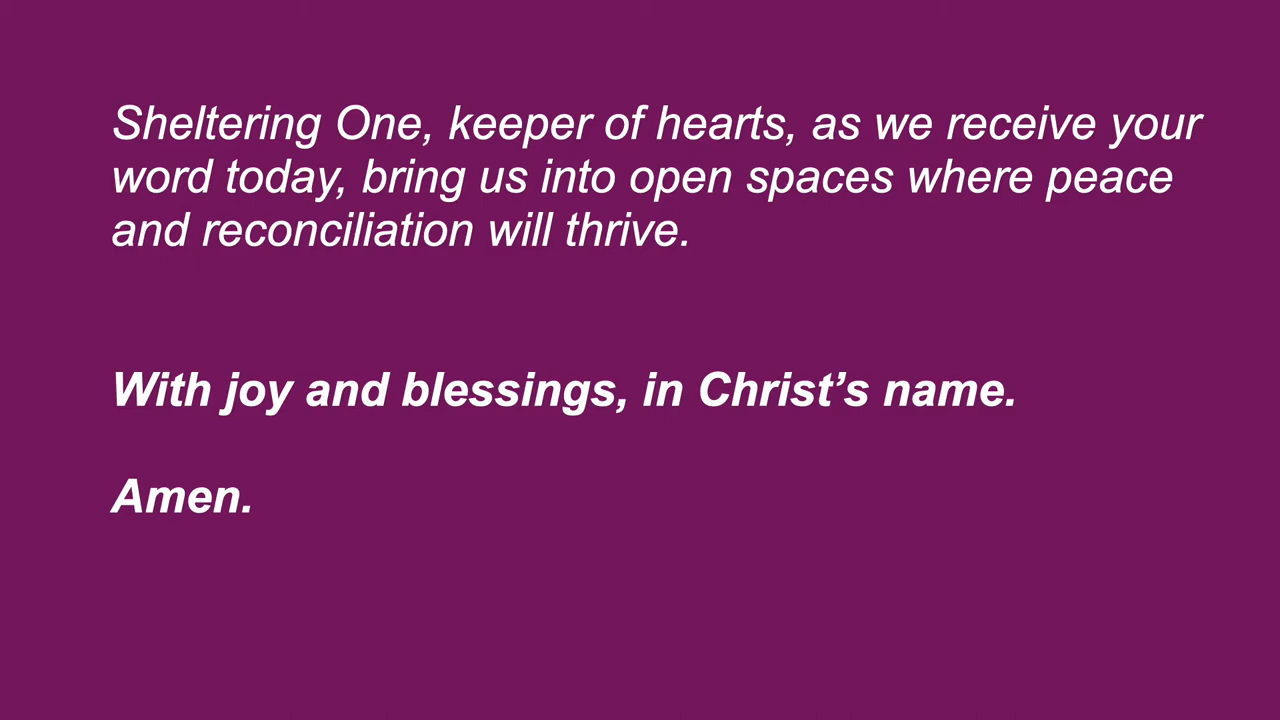 Sheltering One, keeper of hearts, as we receive your
word today, bring us into open spaces where peace
and reconciliation will thrive.
With joy and blessings, in Christ’s name.
Amen.